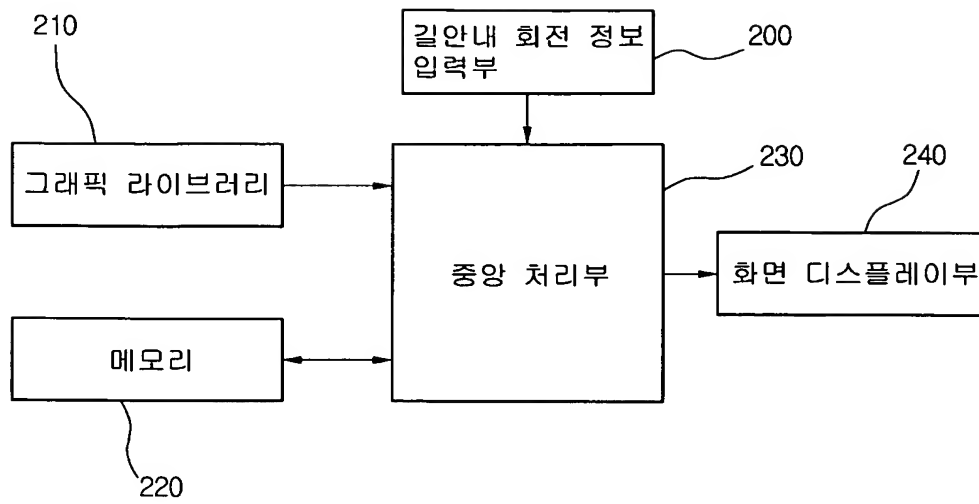 210
길안내 회전 정보
입력부
200
그래픽 라이브러리
230
240
중앙 처리부
화면 디스플레이부
메모리
220